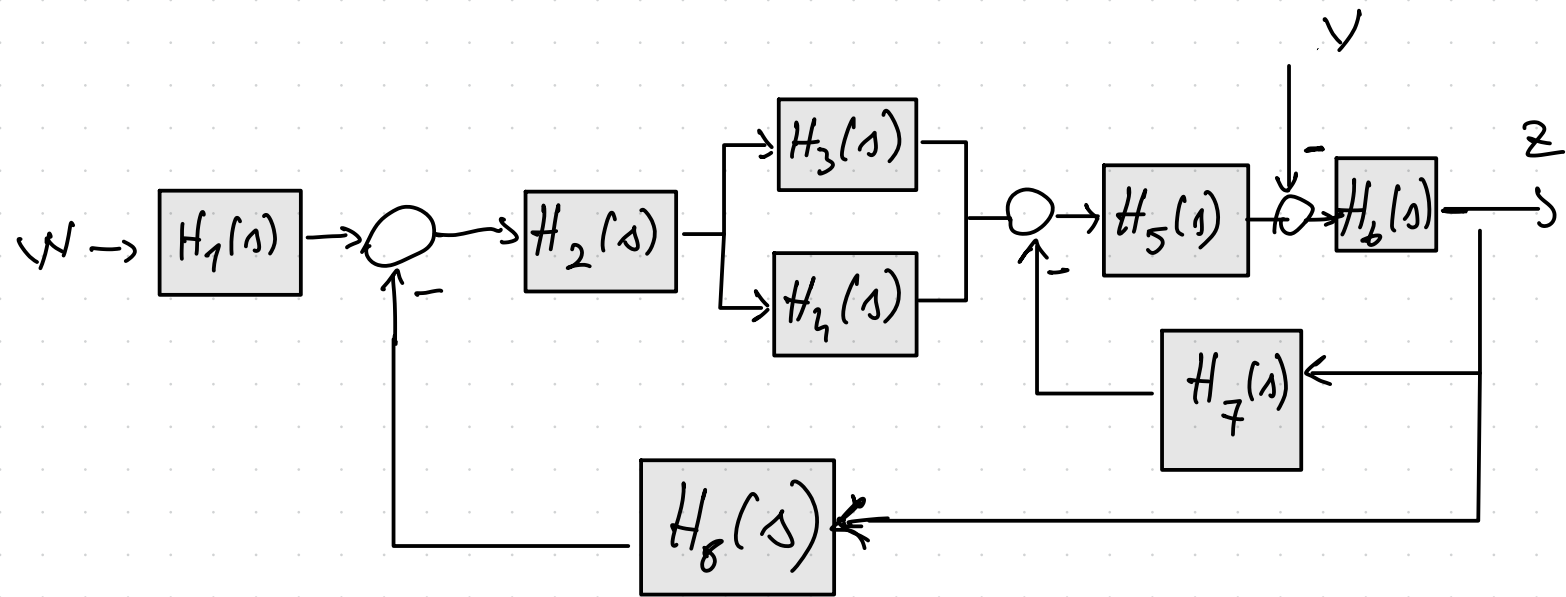 V
H₃(s)
Z
W
H₁(s)
H₂(s)
H₅(s)
H₆(s)
-
H₄(s)
-
-
H₇(s)
H₈(s)